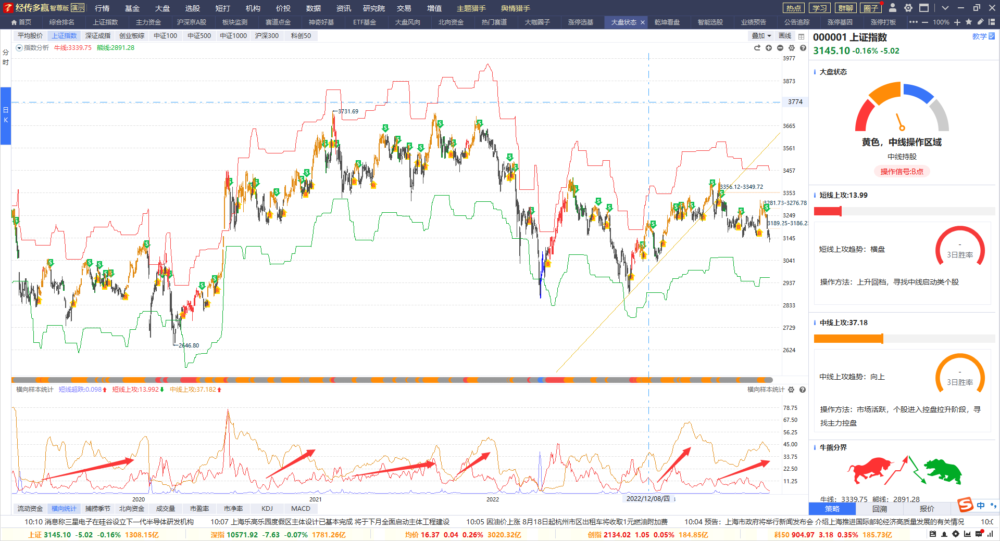 经传多赢 智尊版 演示 行情 基金 大盘 选股 短打 机构 价投 数据 资讯 研究院 交易 增值 主题猎手 舆情猎手 热点 学习 群聊 圈子
首页 综合排名 上证指数 主力资金 沪深京A股 板块监测 赛道点金 神奇好基 ETF基金 大盘风向 北向资金 热门赛道 大咖圈子 涨停选基 大盘状态 乾坤看盘 智能选股 业绩预告 公告追踪 涨停基因 涨停打板 100%
平均股价 上证指数 深证成指 创业板综 中证100 中证500 中证1000 沪深300 科创50 叠加 画线
指数分析 牛线:3339.75 熊线:2891.28
分时
日K
3977
3873
3774
3665
3561
3457
3353
3249
3145
3041
2937
2833
2729
2624
3731.69
2646.80
3356.12-3349.72
3281.73-3276.78
3189.25-3186.23
横向样本统计 短线超跌:0.098 短线上攻:13.992 中线上攻:37.182 横向样本统计
78.75
67.50
56.25
45.00
33.75
22.50
11.25
2020 2021 2022 2022/12/08/四
流动资金 横向统计 捕捞季节 北向资金 成交量 市盈率 市净率 KDJ MACD
000001 上证指数 教学
3145.10 -0.16% -5.02
大盘状态
黄色，中线操作区域
中线持股
操作信号:B点
短线上攻:13.99
短线上攻趋势：横盘
-
3日胜率
操作方法：上升回档，寻找中线启动类个股
中线上攻:37.18
中线上攻趋势：向上
-
3日胜率
操作方法：市场活跃，个股进入控盘拉升阶段，寻
找主力控盘
牛熊分界
牛线：3339.75 熊线：2891.28
策略 回溯 报价
中
10:10 消息称三星电子在硅谷设立下一代半导体研发机构 10:07 上海乐高乐园度假区主体设计已基本完成 将于下月全面启动主体工程建设 10:05 因油价上涨 8月18日起杭州市区出租车将收取1元燃油附加费 10:04 预告：上海市政府将举行新闻发布会 介绍上海推进国际邮轮经济高质量发展的有关情况
上证 3145.10 -5.02 -0.16% 1308.15亿 深指 10571.92 -7.63 -0.07% 1781.26亿 均价 16.37 0.04 0.26% 3020.32亿 创指 2134.02 1.05 0.05% 184.85亿 科50 904.97 3.18 0.35% 185.73亿